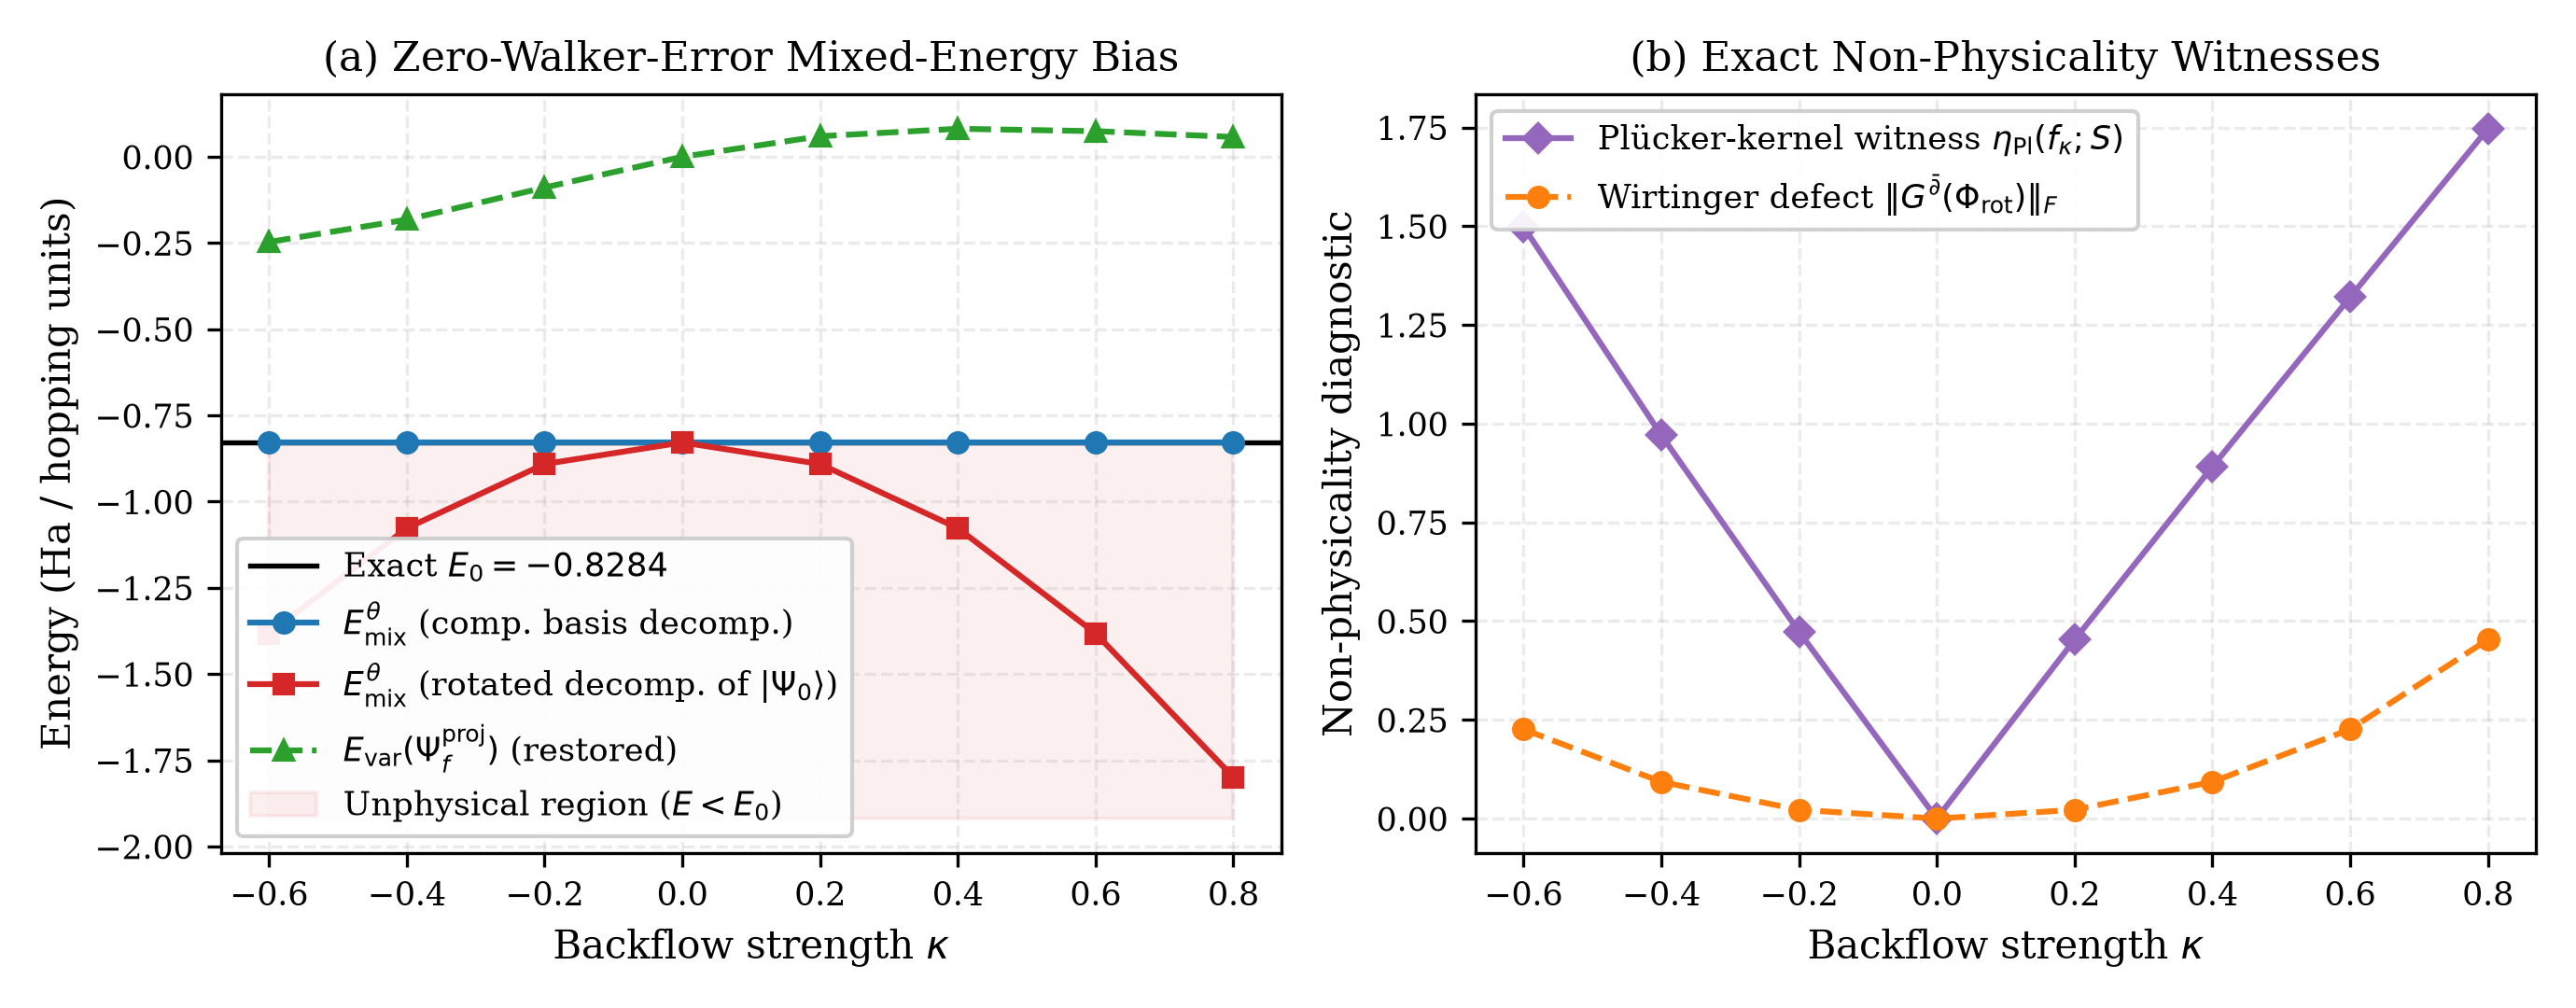 (a) Zero-Walker-Error Mixed-Energy Bias
Energy (Ha / hopping units)
0.00
−0.25
−0.50
−0.75
−1.00
−1.25
−1.50
−1.75
−2.00
Exact E₀ = −0.8284
E^θ_mix (comp. basis decomp.)
E^θ_mix (rotated decomp. of |Ψ₀⟩)
E_var(Ψ_f^proj) (restored)
Unphysical region (E < E₀)
−0.6 −0.4 −0.2 0.0 0.2 0.4 0.6 0.8
Backflow strength κ
(b) Exact Non-Physicality Witnesses
Non-physicality diagnostic
1.75
1.50
1.25
1.00
0.75
0.50
0.25
0.00
Plücker-kernel witness η_Pl(f_κ; S)
Wirtinger defect ‖G^∂̄(Φ_rot)‖_F
−0.6 −0.4 −0.2 0.0 0.2 0.4 0.6 0.8
Backflow strength κ